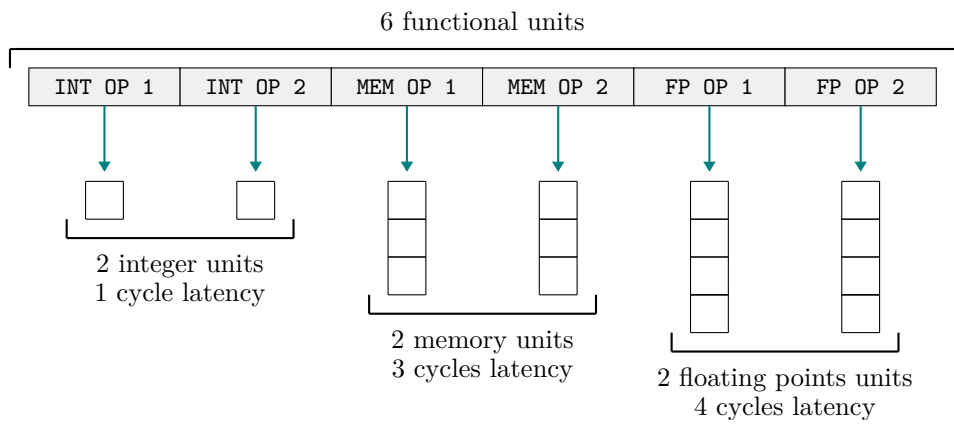 6 functional units
INT OP 1 INT OP 2 MEM OP 1 MEM OP 2 FP OP 1 FP OP 2
2 integer units
1 cycle latency
2 memory units
3 cycles latency
2 floating points units
4 cycles latency